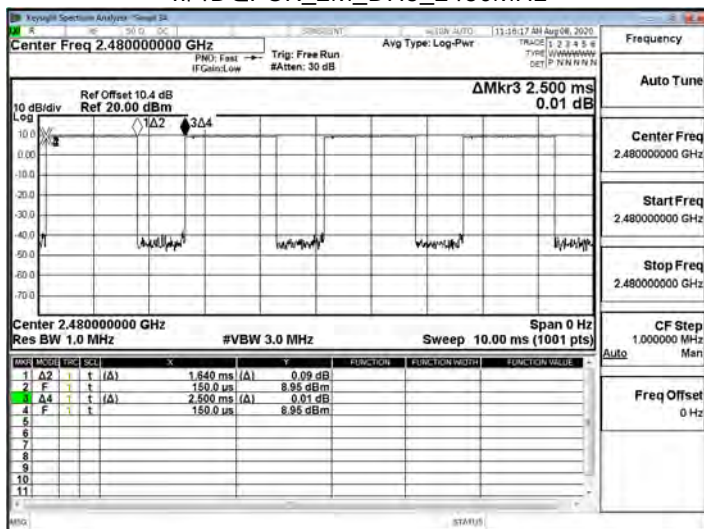 Keysight Spectrum Analyzer - Swept SA
RF 50 Ω DC SENSE:INT ALIGN AUTO 11:16:17 AM Aug 08, 2020
Center Freq 2.480000000 GHz
PNO: Fast
IFGain:Low
Trig: Free Run
#Atten: 30 dB
Avg Type: Log-Pwr
TRACE 1 2 3 4 5 6
TYPE WWWWWW
DET P N N N N N
Frequency
Auto Tune
Center Freq
2.480000000 GHz
Start Freq
2.480000000 GHz
Stop Freq
2.480000000 GHz
CF Step
1.000000 MHz
Auto Man
Freq Offset
0 Hz
ΔMkr3 2.500 ms
0.01 dB
Ref Offset 10.4 dB
10 dB/div Ref 20.00 dBm
Log
1Δ2 3Δ4
10.0
0.00
-10.0
-20.0
-30.0
-40.0
-50.0
-60.0
-70.0
Center 2.480000000 GHz Span 0 Hz
Res BW 1.0 MHz #VBW 3.0 MHz Sweep 10.00 ms (1001 pts)
MKR MODE TRC SCL X Y FUNCTION FUNCTION WIDTH FUNCTION VALUE
1 Δ2 1 t (Δ) 1.640 ms (Δ) 0.09 dB
2 F 1 t 150.0 µs 8.95 dBm
3 Δ4 1 t (Δ) 2.500 ms (Δ) 0.01 dB
4 F 1 t 150.0 µs 8.95 dBm
5
6
7
8
9
10
11
MSG STATUS